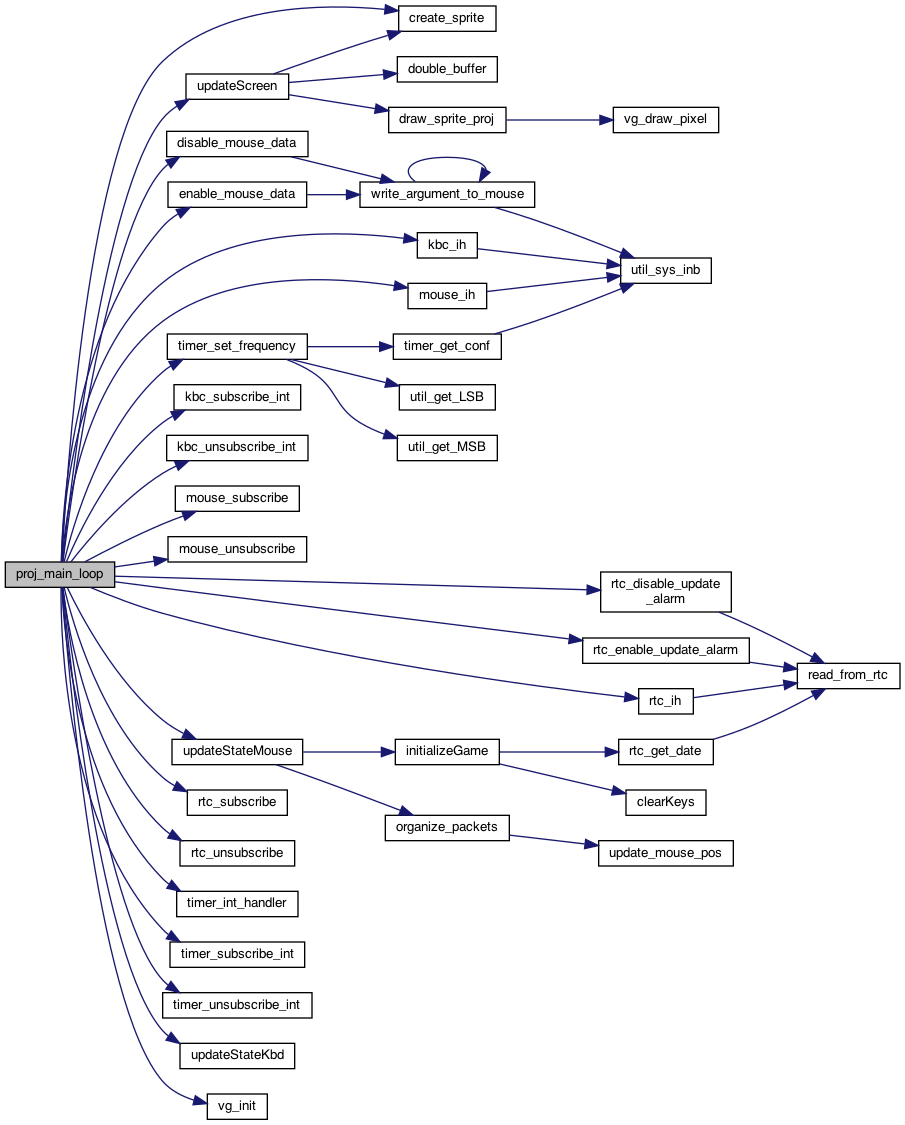 create_sprite
double_buffer
updateScreen
draw_sprite_proj
vg_draw_pixel
disable_mouse_data
enable_mouse_data
write_argument_to_mouse
kbc_ih
util_sys_inb
mouse_ih
timer_set_frequency
timer_get_conf
kbc_subscribe_int
util_get_LSB
kbc_unsubscribe_int
util_get_MSB
mouse_subscribe
mouse_unsubscribe
proj_main_loop
rtc_disable_update
_alarm
rtc_enable_update_alarm
read_from_rtc
rtc_ih
updateStateMouse
initializeGame
rtc_get_date
rtc_subscribe
clearKeys
organize_packets
rtc_unsubscribe
update_mouse_pos
timer_int_handler
timer_subscribe_int
timer_unsubscribe_int
updateStateKbd
vg_init